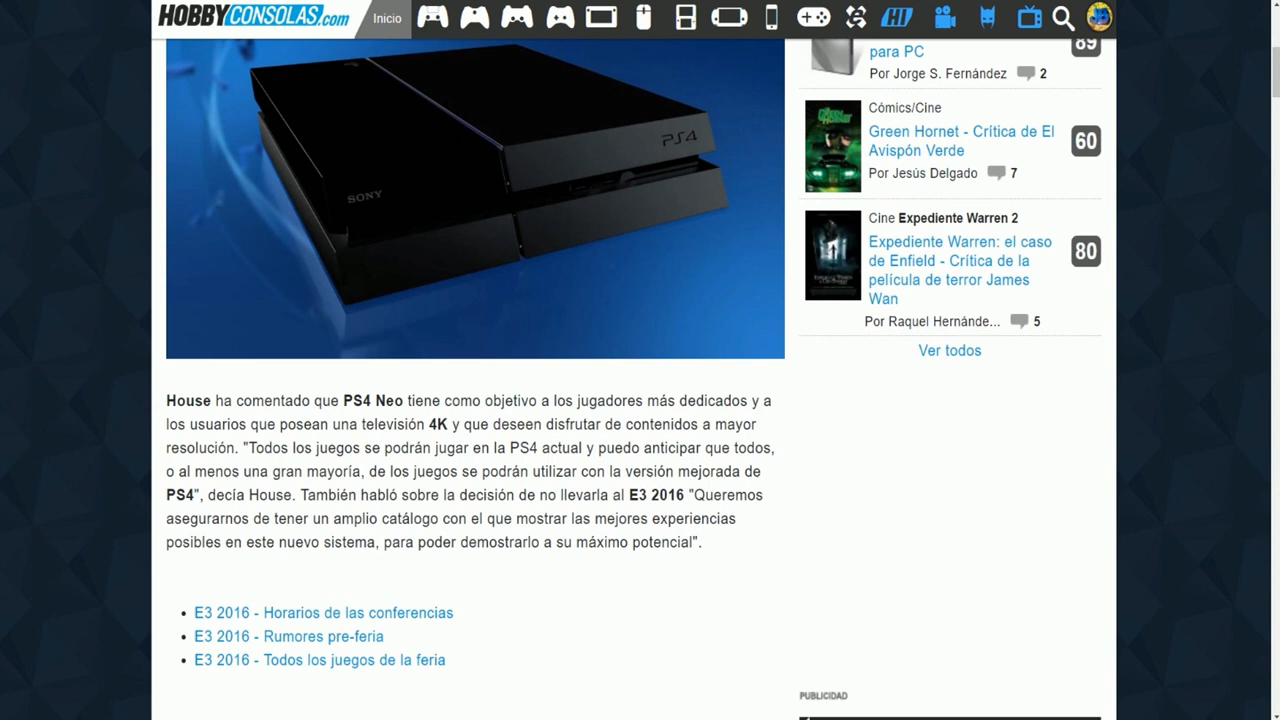 HOBBYCONSOLAS.com
Inicio
SONY
PS4
House ha comentado que PS4 Neo tiene como objetivo a los jugadores más dedicados y a
los usuarios que posean una televisión 4K y que deseen disfrutar de contenidos a mayor
resolución. "Todos los juegos se podrán jugar en la PS4 actual y puedo anticipar que todos,
o al menos una gran mayoría, de los juegos se podrán utilizar con la versión mejorada de
PS4", decía House. También habló sobre la decisión de no llevarla al E3 2016 "Queremos
asegurarnos de tener un amplio catálogo con el que mostrar las mejores experiencias
posibles en este nuevo sistema, para poder demostrarlo a su máximo potencial".
• E3 2016 - Horarios de las conferencias
• E3 2016 - Rumores pre-feria
• E3 2016 - Todos los juegos de la feria
para PC
89
Por Jorge S. Fernández 2
Cómics/Cine
Green Hornet - Crítica de El
Avispón Verde
60
Por Jesús Delgado 7
Cine Expediente Warren 2
Expediente Warren: el caso
de Enfield - Crítica de la
película de terror James
Wan
80
Por Raquel Hernánde... 5
Ver todos
PUBLICIDAD